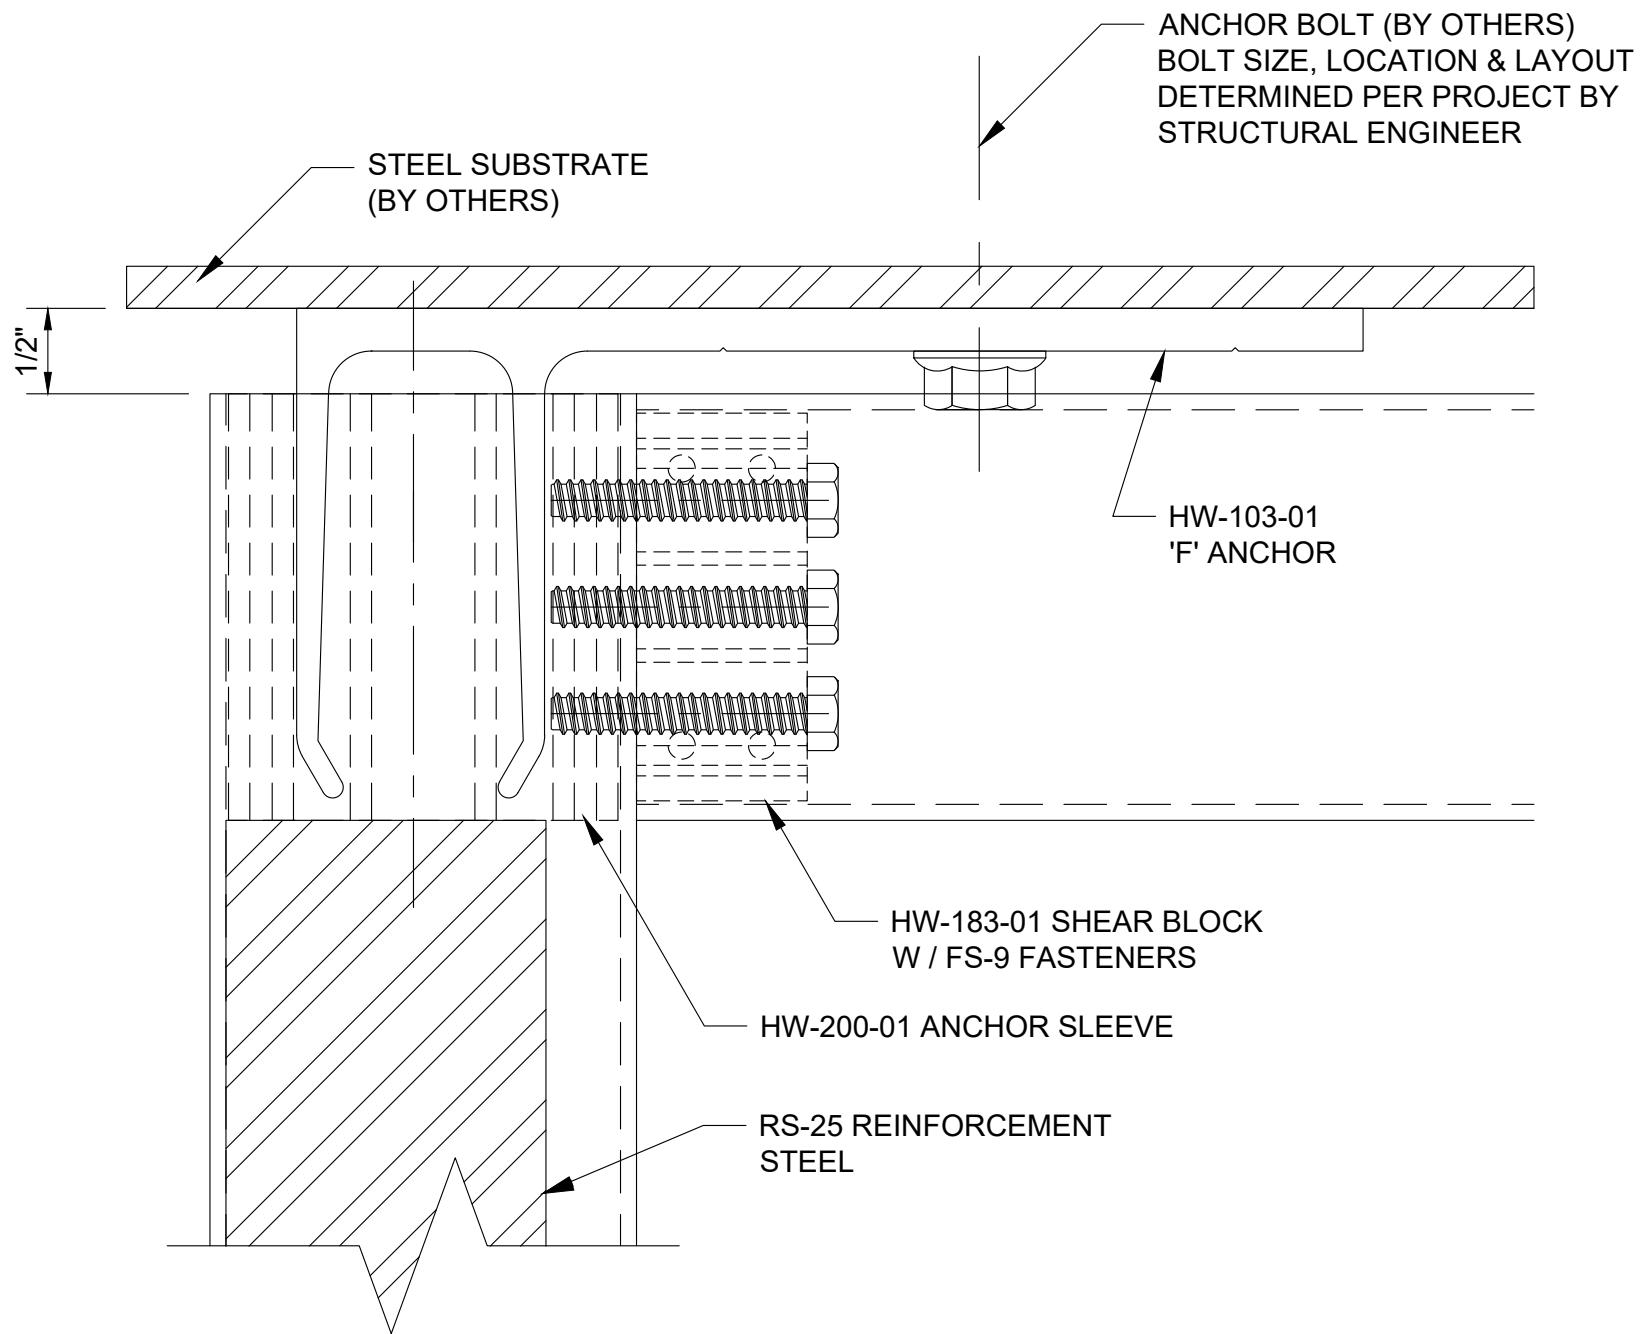 ANCHOR BOLT (BY OTHERS)
BOLT SIZE, LOCATION & LAYOUT
DETERMINED PER PROJECT BY
STRUCTURAL ENGINEER
STEEL SUBSTRATE
(BY OTHERS)
1/2"
HW-103-01
'F' ANCHOR
HW-183-01 SHEAR BLOCK
W / FS-9 FASTENERS
HW-200-01 ANCHOR SLEEVE
RS-25 REINFORCEMENT
STEEL